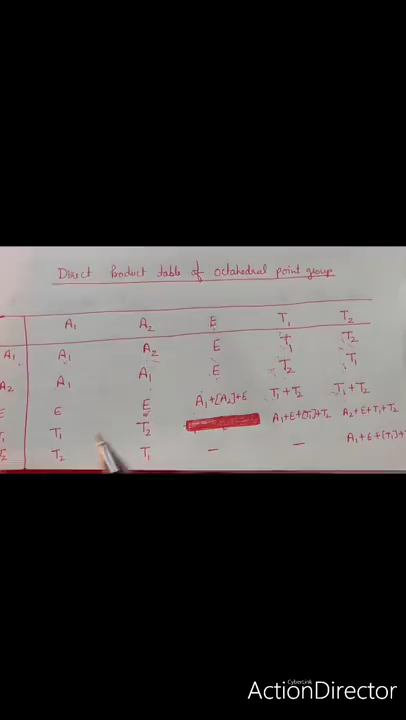 Direct Product table of octahedral point group
A1 A2 E T1 T2
A1 A1 A2 E T1 T2
A2 A1 A1 E T2 T1
E E E A1+[A2]+E T1+T2 T1+T2
T1 T1 T2 A1+E+[T1]+T2 A2+E+T1+T2
T2 T2 T1 — — A1+E+[T1]+
CyberLink
ActionDirector